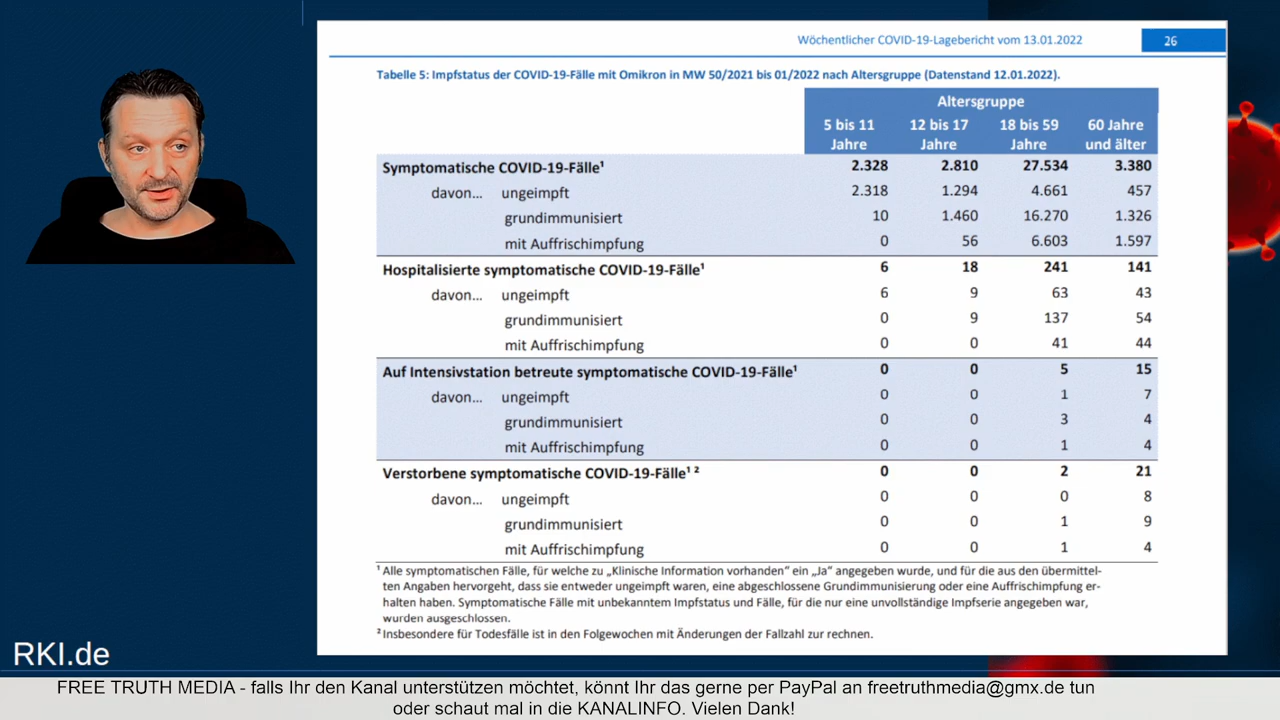 Wöchentlicher COVID-19-Lagebericht vom 13.01.2022 26
Tabelle 5: Impfstatus der COVID-19-Fälle mit Omikron in MW 50/2021 bis 01/2022 nach Altersgruppe (Datenstand 12.01.2022).
Altersgruppe
5 bis 11 12 bis 17 18 bis 59 60 Jahre
Jahre Jahre Jahre und älter
Symptomatische COVID-19-Fälle¹ 2.328 2.810 27.534 3.380
davon... ungeimpft 2.318 1.294 4.661 457
grundimmunisiert 10 1.460 16.270 1.326
mit Auffrischimpfung 0 56 6.603 1.597
Hospitalisierte symptomatische COVID-19-Fälle¹ 6 18 241 141
davon... ungeimpft 6 9 63 43
grundimmunisiert 0 9 137 54
mit Auffrischimpfung 0 0 41 44
Auf Intensivstation betreute symptomatische COVID-19-Fälle¹ 0 0 5 15
davon... ungeimpft 0 0 1 7
grundimmunisiert 0 0 3 4
mit Auffrischimpfung 0 0 1 4
Verstorbene symptomatische COVID-19-Fälle¹ ² 0 0 2 21
davon... ungeimpft 0 0 0 8
grundimmunisiert 0 0 1 9
mit Auffrischimpfung 0 0 1 4
¹ Alle symptomatischen Fälle, für welche zu „Klinische Information vorhanden" ein „Ja" angegeben wurde, und für die aus den übermittel-
ten Angaben hervorgeht, dass sie entweder ungeimpft waren, eine abgeschlossene Grundimmunisierung oder eine Auffrischimpfung er-
halten haben. Symptomatische Fälle mit unbekanntem Impfstatus und Fälle, für die nur eine unvollständige Impfserie angegeben war,
wurden ausgeschlossen.
² Insbesondere für Todesfälle ist in den Folgewochen mit Änderungen der Fallzahl zu rechnen.
RKI.de
FREE TRUTH MEDIA - falls Ihr den Kanal unterstützen möchtet, könnt Ihr das gerne per PayPal an freetruthmedia@gmx.de tun
oder schaut mal in die KANALINFO. Vielen Dank!